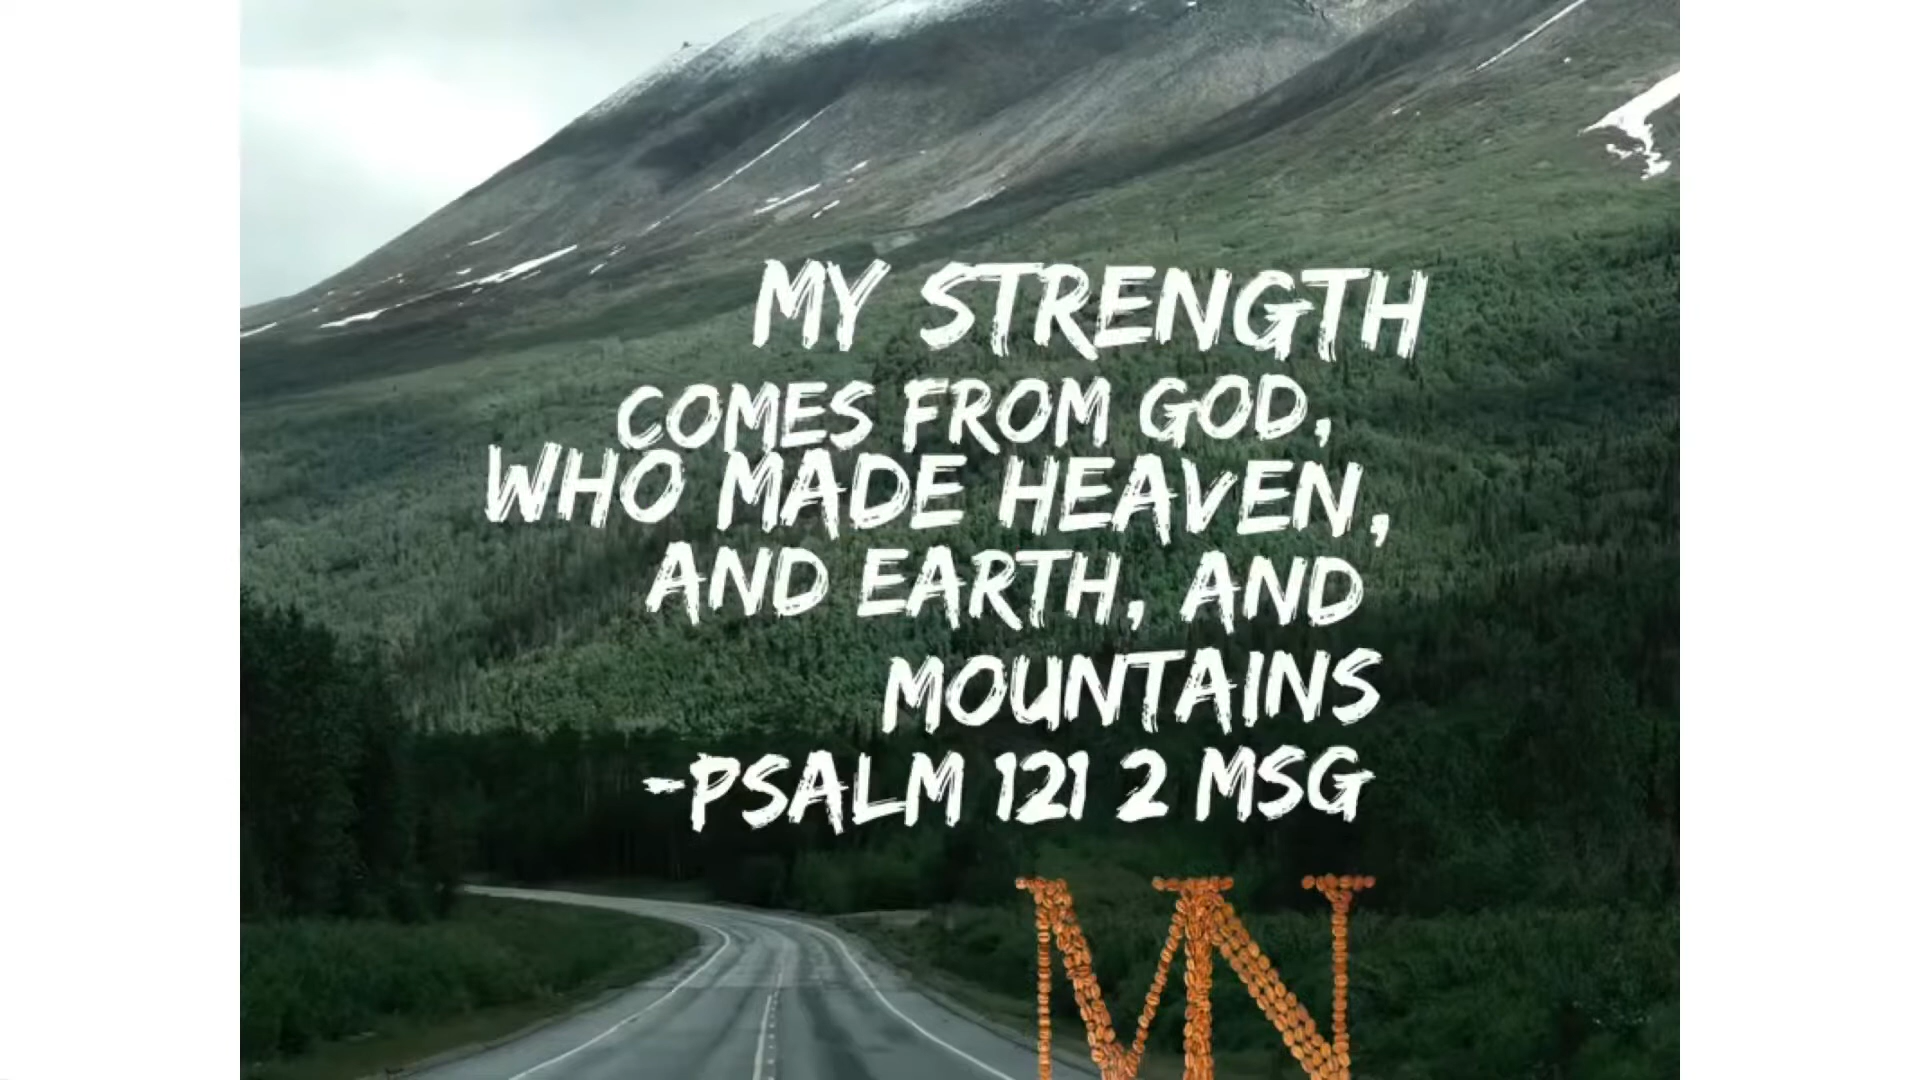 MY STRENGTH
COMES FROM GOD,
WHO MADE HEAVEN,
AND EARTH, AND
MOUNTAINS
-PSALM 121 2 MSG
MN